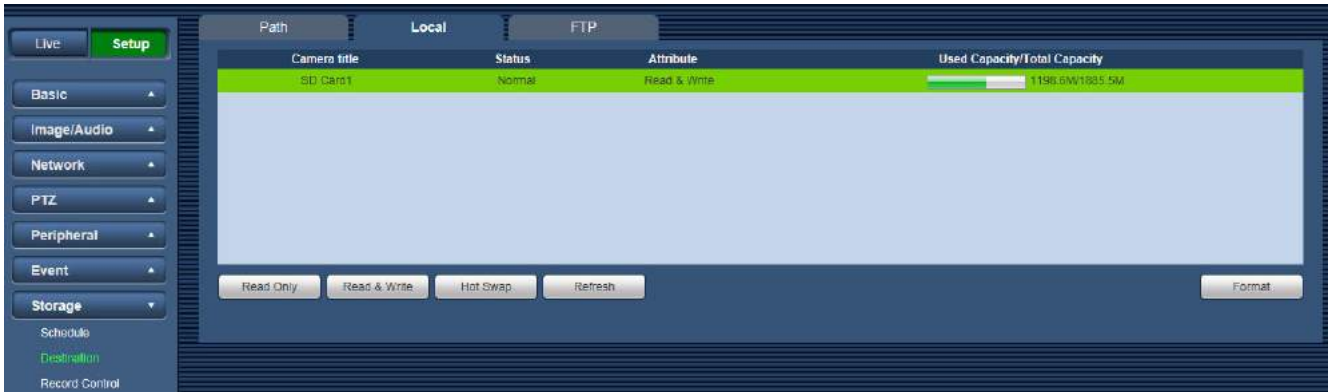 Live Setup
Basic
Image/Audio
Network
PTZ
Peripheral
Event
Storage
Schedule
Destination
Record Control
Path Local FTP
Camera title Status Attribute Used Capacity/Total Capacity
SD Card1 Normal Read & Write 1198.6M/1885.5M
Read Only Read & Write Hot Swap Refresh Format